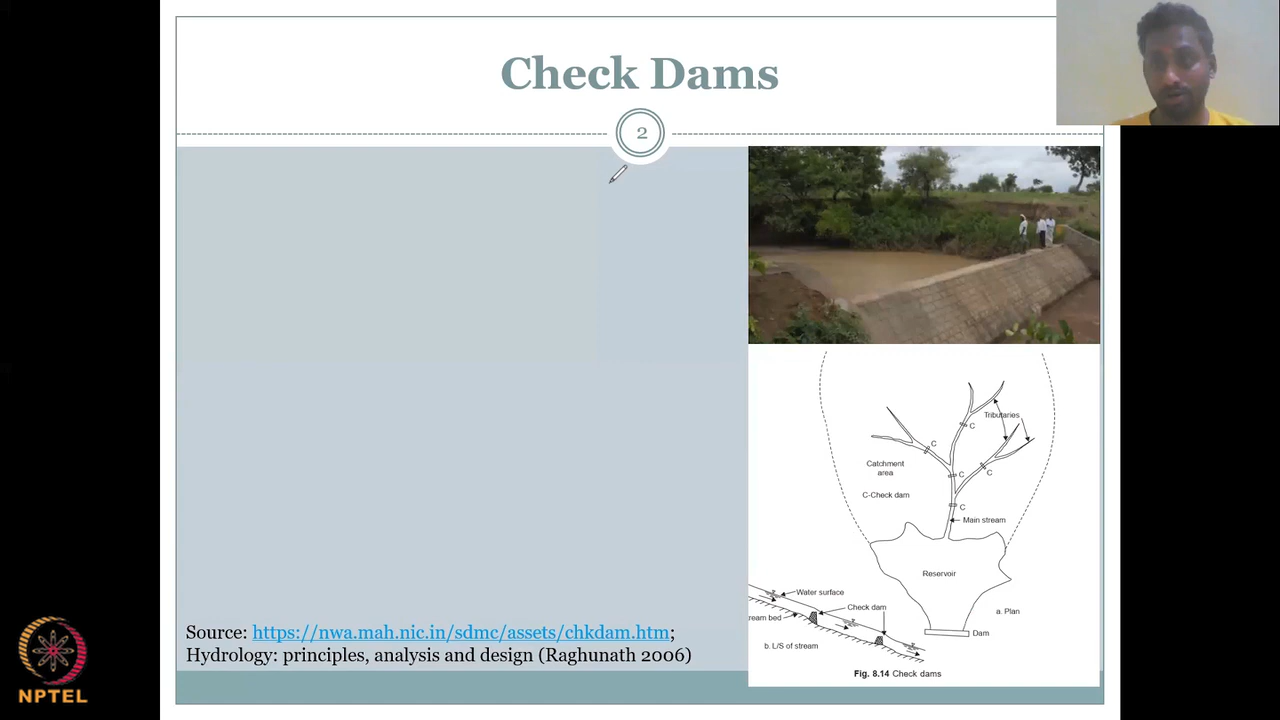 Check Dams
2
Tributaries
C
C
Catchment
area
C
C
C-Check dam
C
Main stream
Reservoir
Water surface
Check dam
a. Plan
ream bed
Dam
b. L/S of stream
Fig. 8.14 Check dams
Source: https://nwa.mah.nic.in/sdmc/assets/chkdam.htm;
Hydrology: principles, analysis and design (Raghunath 2006)
NPTEL